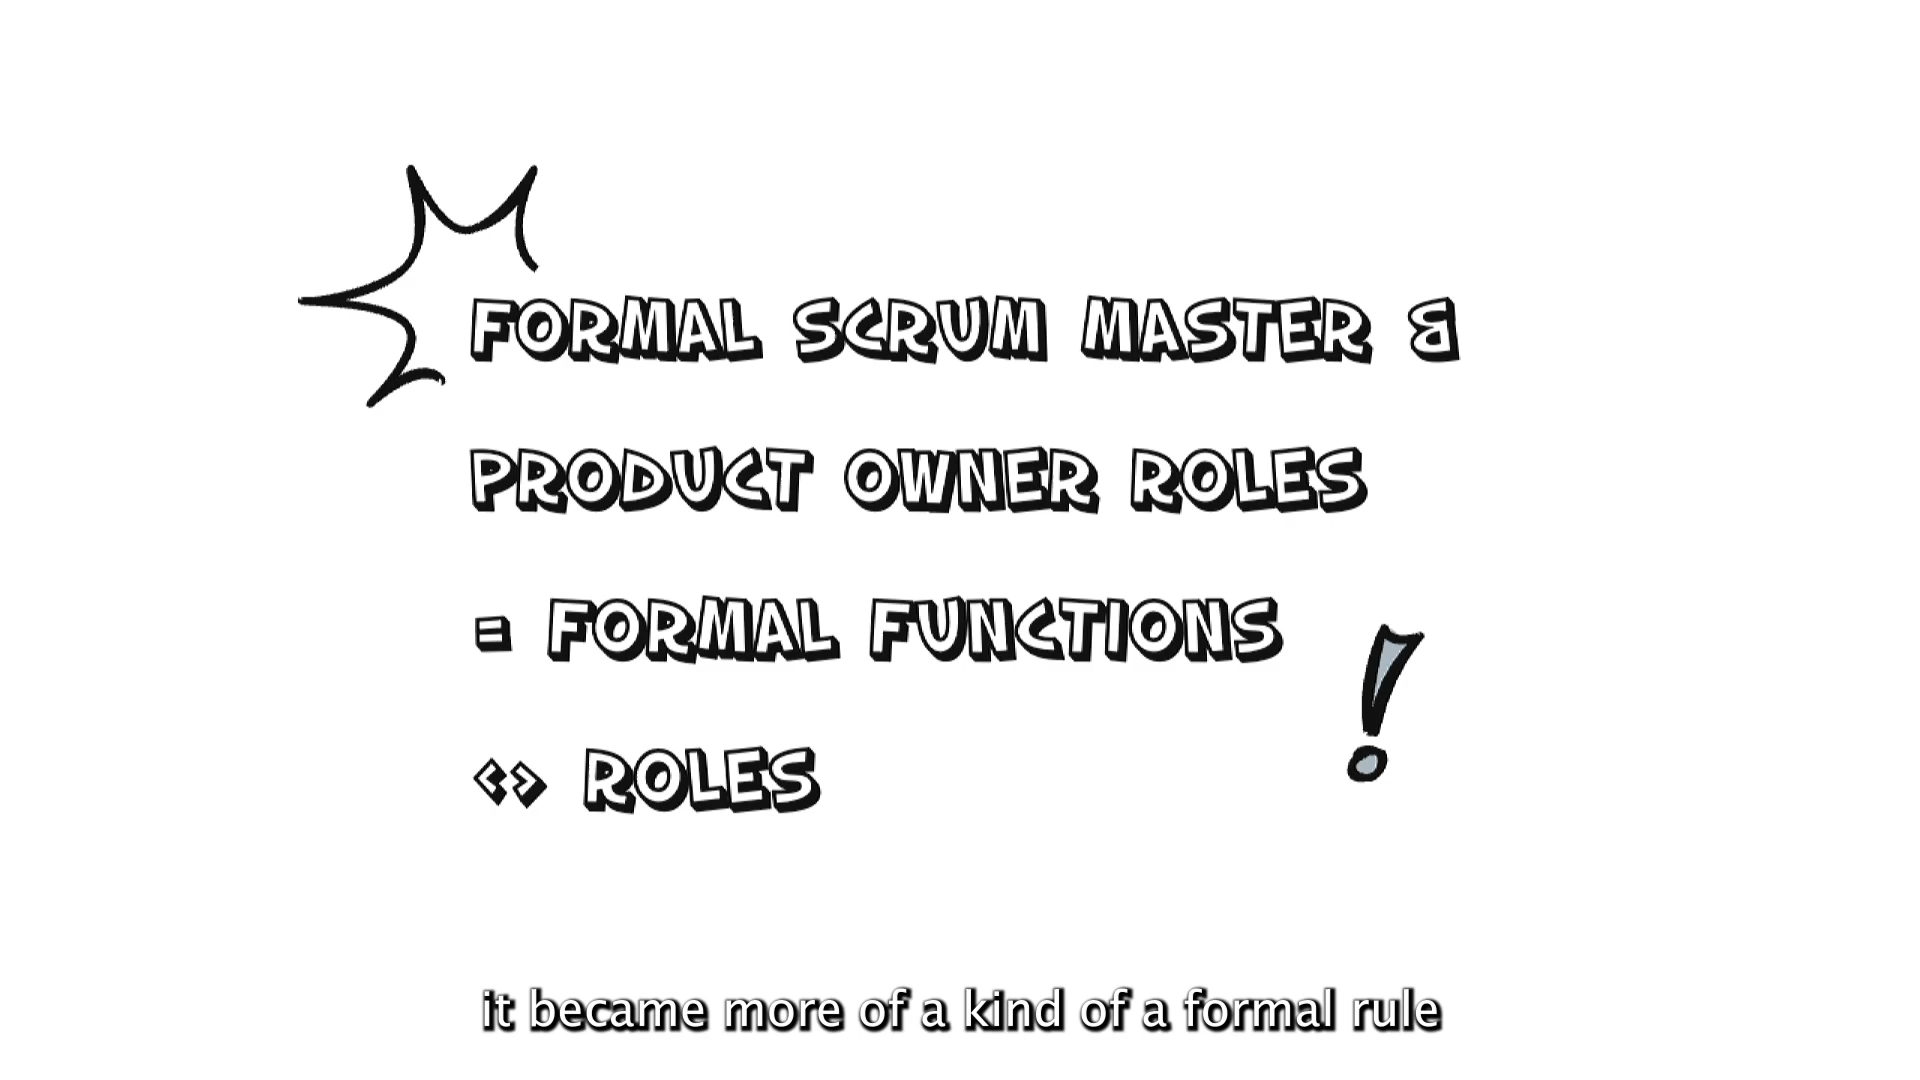 FORMAL SCRUM MASTER &
PRODUCT OWNER ROLES
= FORMAL FUNCTIONS
<> ROLES
!
it became more of a kind of a formal rule